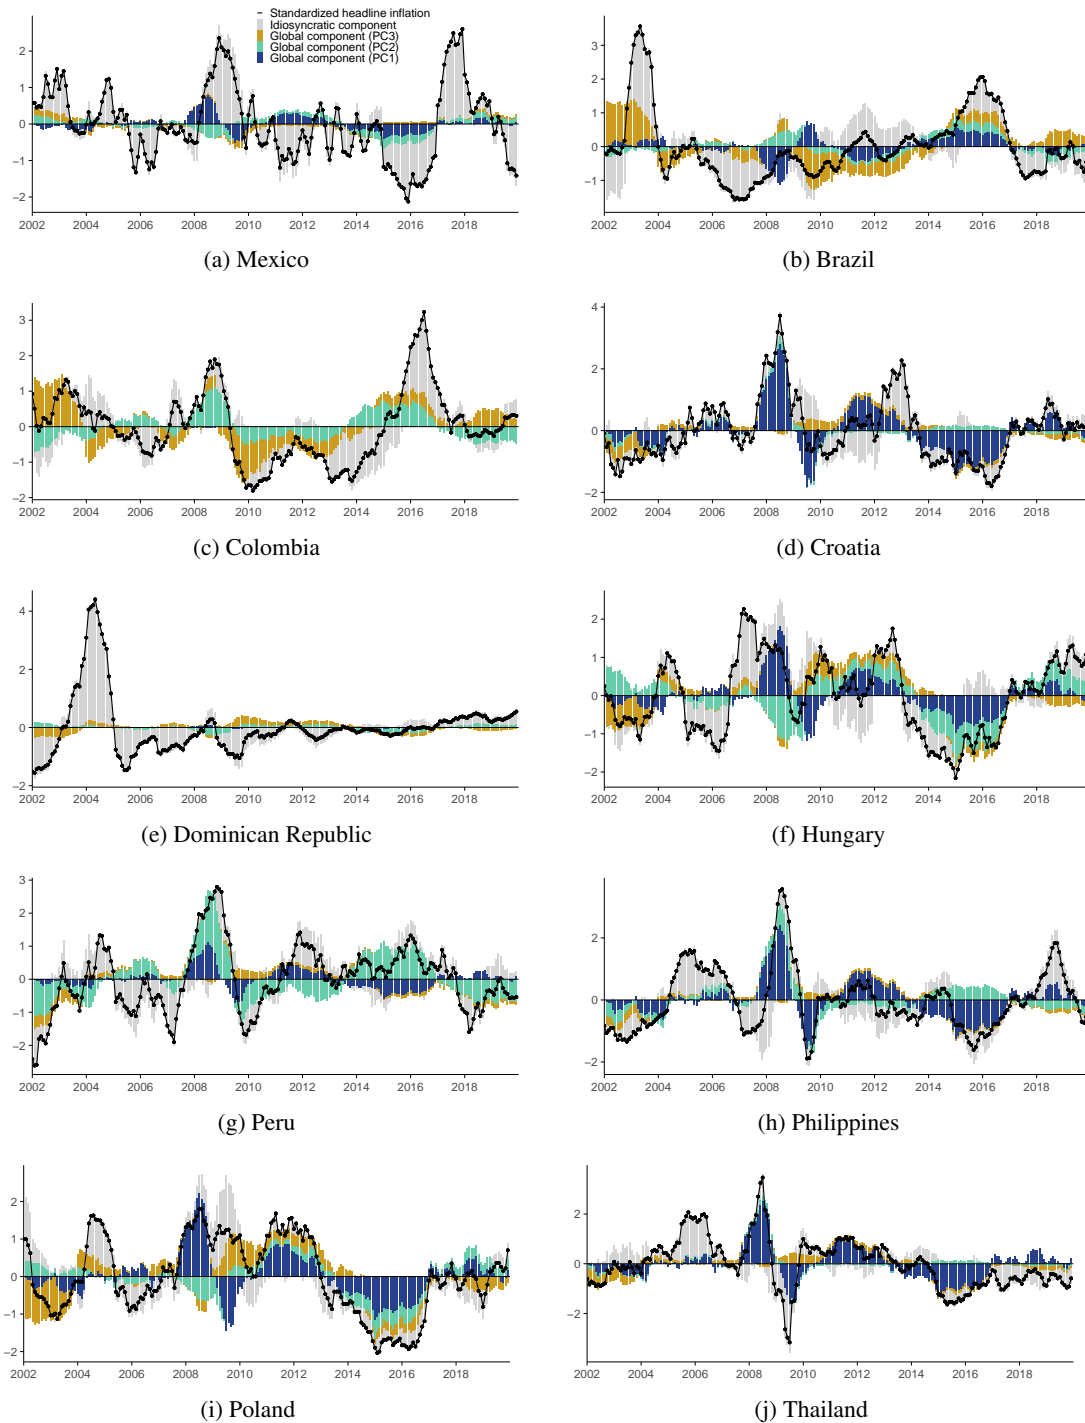 Standardized headline inflation
Idiosyncratic component
Global component (PC3)
Global component (PC2)
Global component (PC1)
2
1
0
−1
−2
2002 2004 2006 2008 2010 2012 2014 2016 2018
(a) Mexico
3
2
1
0
−1
2002 2004 2006 2008 2010 2012 2014 2016 2018
(b) Brazil
3
2
1
0
−1
−2
2002 2004 2006 2008 2010 2012 2014 2016 2018
(c) Colombia
4
2
0
−2
2002 2004 2006 2008 2010 2012 2014 2016 2018
(d) Croatia
4
2
0
−2
2002 2004 2006 2008 2010 2012 2014 2016 2018
(e) Dominican Republic
2
1
0
−1
−2
2002 2004 2006 2008 2010 2012 2014 2016 2018
(f) Hungary
3
2
1
0
−1
−2
2002 2004 2006 2008 2010 2012 2014 2016 2018
(g) Peru
2
0
−2
2002 2004 2006 2008 2010 2012 2014 2016 2018
(h) Philippines
2
1
0
−1
−2
2002 2004 2006 2008 2010 2012 2014 2016 2018
(i) Poland
2
0
−2
2002 2004 2006 2008 2010 2012 2014 2016 2018
(j) Thailand